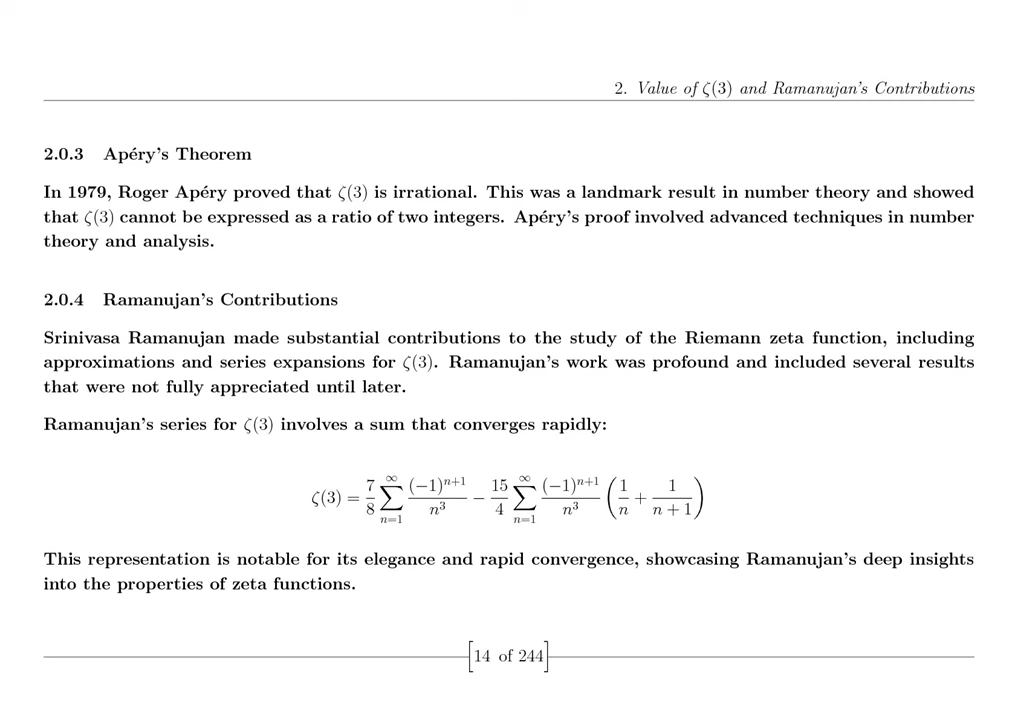 2. Value of ζ(3) and Ramanujan's Contributions
2.0.3 Apéry's Theorem
In 1979, Roger Apéry proved that ζ(3) is irrational. This was a landmark result in number theory and showed
that ζ(3) cannot be expressed as a ratio of two integers. Apéry's proof involved advanced techniques in number
theory and analysis.
2.0.4 Ramanujan's Contributions
Srinivasa Ramanujan made substantial contributions to the study of the Riemann zeta function, including
approximations and series expansions for ζ(3). Ramanujan's work was profound and included several results
that were not fully appreciated until later.
Ramanujan's series for ζ(3) involves a sum that converges rapidly:
ζ(3) = 7/8 ∑_{n=1}^{∞} (−1)^{n+1}/n^3 − 15/4 ∑_{n=1}^{∞} (−1)^{n+1}/n^3 (1/n + 1/(n+1))
This representation is notable for its elegance and rapid convergence, showcasing Ramanujan's deep insights
into the properties of zeta functions.
[14 of 244]